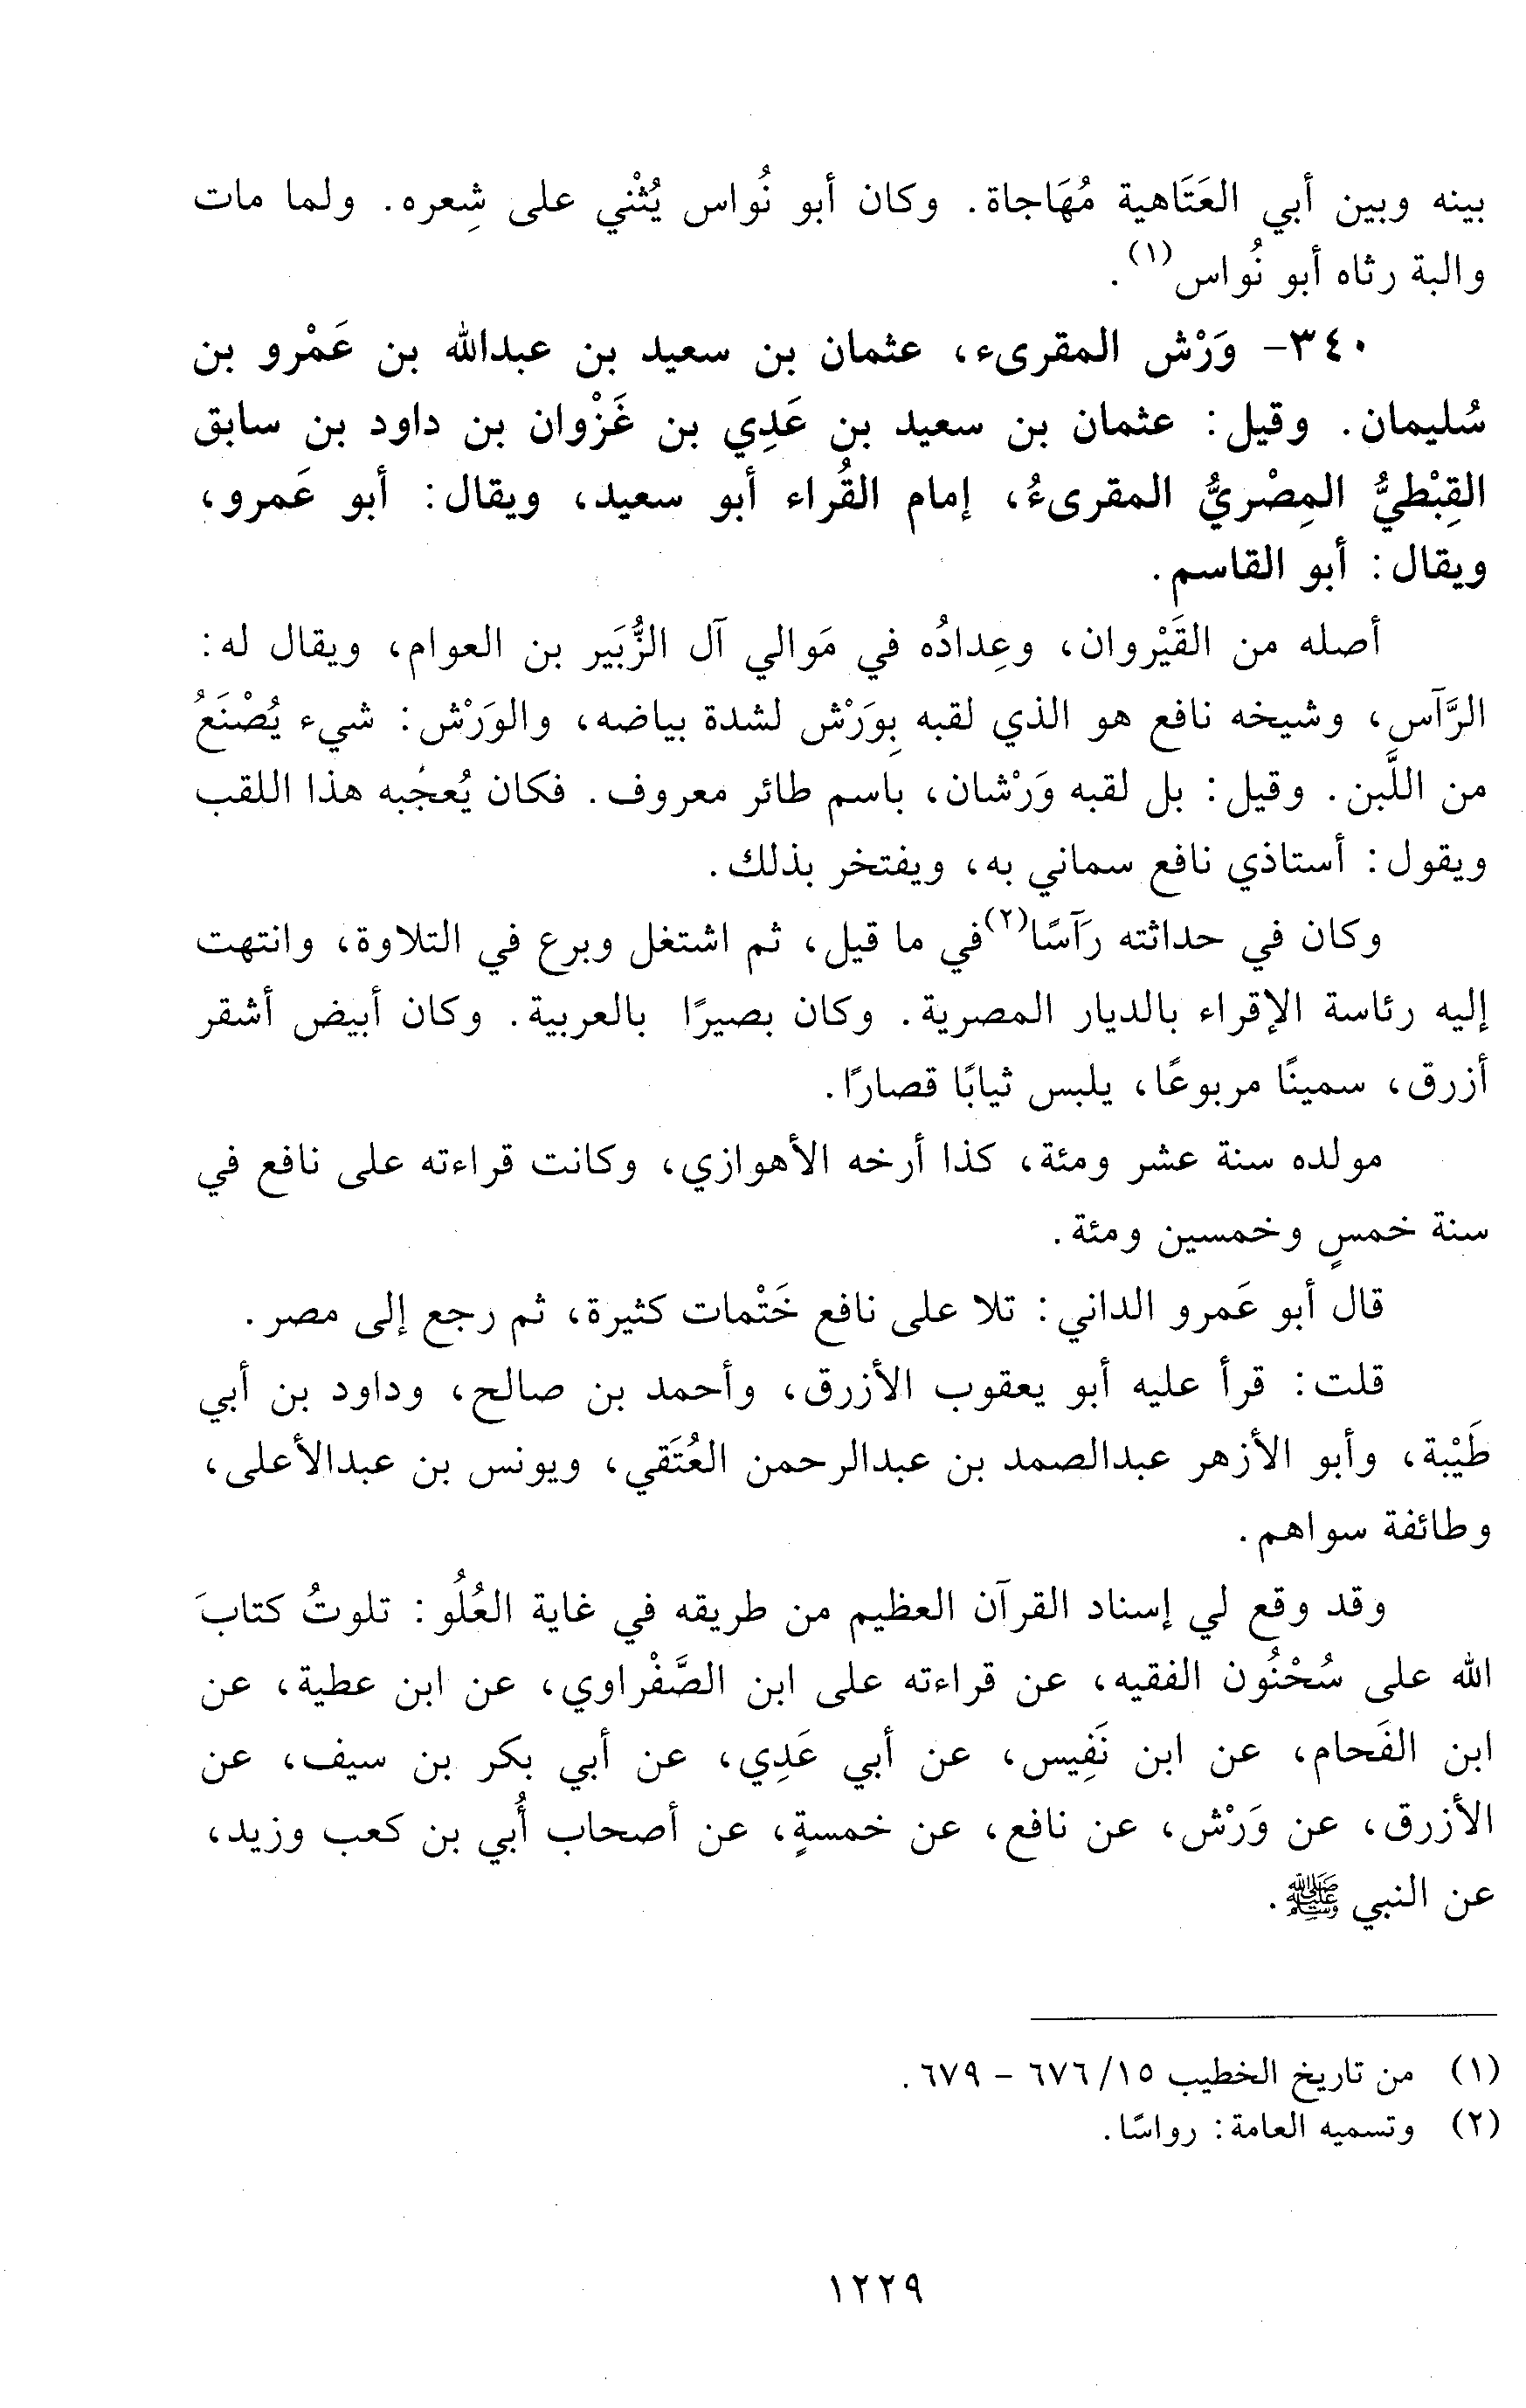 بينه وبين أبي العَتَاهية مُهَاجاة. وكان أبو نُواس يُثْني على شِعره. ولما مات
والبة رثاه أبو نُواس(١).
٣٤٠- وَرْش المقرىء، عثمان بن سعيد بن عبدالله بن عَمْرو بن
سُليمان. وقيل: عثمان بن سعيد بن عَدِي بن غَزْوان بن داود بن سابق
القِبْطيُّ المِصْريُّ المقرىءُ، إمام القُراء أبو سعيد، ويقال: أبو عَمرو،
ويقال: أبو القاسم.
أصله من القَيْروان، وعِدادُه في مَوالي آل الزُّبَير بن العوام، ويقال له:
الرَّآس، وشيخه نافع هو الذي لقبه بِوَرْش لشدة بياضه، والوَرْش: شيء يُصْنَعُ
من اللَّبن. وقيل: بل لقبه وَرْشان، باسم طائر معروف. فكان يُعجْبه هذا اللقب
ويقول: أستاذي نافع سماني به، ويفتخر بذلك.
وكان في حداثته رَآسًا(٢) في ما قيل، ثم اشتغل وبرع في التلاوة، وانتهت
إليه رئاسة الإقراء بالديار المصرية. وكان بصيرًا بالعربية. وكان أبيض أشقر
أزرق، سمينًا مربوعًا، يلبس ثيابًا قصارًا.
مولده سنة عشر ومئة، كذا أرخه الأهوازي، وكانت قراءته على نافع في
سنة خمسٍ وخمسين ومئة.
قال أبو عَمرو الداني: تلا على نافع خَتْمات كثيرة، ثم رجع إلى مصر.
قلت: قرأ عليه أبو يعقوب الأزرق، وأحمد بن صالح، وداود بن أبي
طَيْبة، وأبو الأزهر عبدالصمد بن عبدالرحمن العُتَقي، ويونس بن عبدالأعلى،
وطائفة سواهم.
وقد وقع لي إسناد القرآن العظيم من طريقه في غاية العُلُو: تلوتُ كتابَ
الله على سُحْنُون الفقيه، عن قراءته على ابن الصَّفْراوي، عن ابن عطية، عن
ابن الفَحام، عن ابن نَفِيس، عن أبي عَدِي، عن أبي بكر بن سيف، عن
الأزرق، عن وَرْش، عن نافع، عن خمسةٍ، عن أصحاب أُبي بن كعب وزيد،
عن النبي ﷺ.
(١) من تاريخ الخطيب ١٥/ ٦٧٦ - ٦٧٩.
(٢) وتسميه العامة: رواسًا.
١٢٢٩